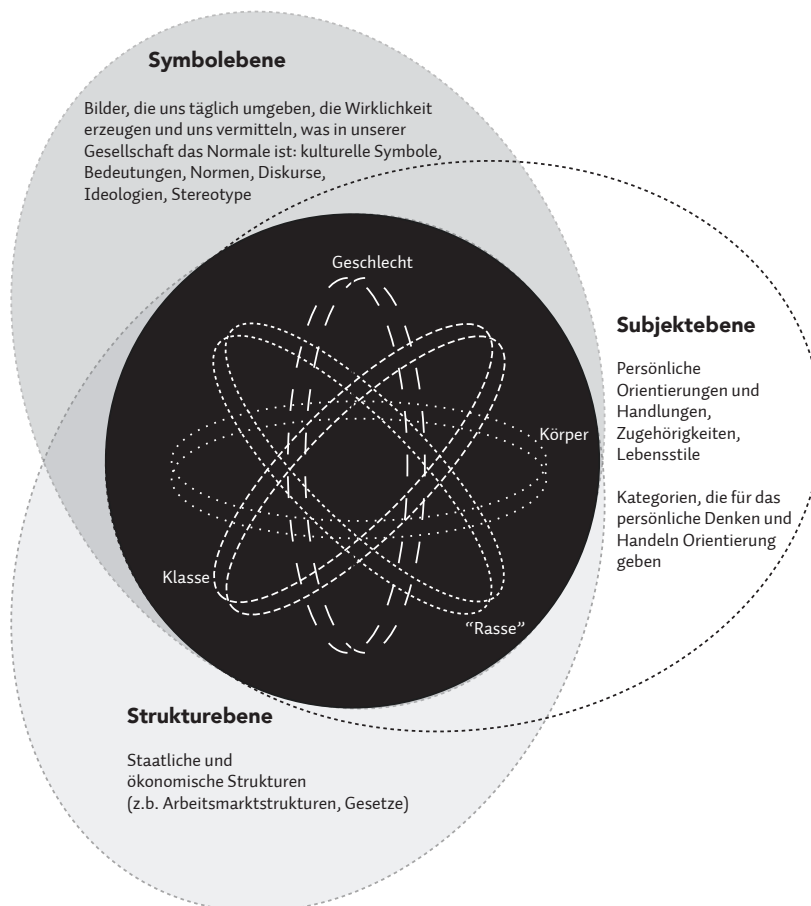 Symbolebene
Bilder, die uns täglich umgeben, die Wirklichkeit
erzeugen und uns vermitteln, was in unserer
Gesellschaft das Normale ist: kulturelle Symbole,
Bedeutungen, Normen, Diskurse,
Ideologien, Stereotype
Geschlecht
Subjektebene
Persönliche
Orientierungen und
Handlungen,
Zugehörigkeiten,
Lebensstile
Kategorien, die für das
persönliche Denken und
Handeln Orientierung
geben
Körper
Klasse
“Rasse”
Strukturebene
Staatliche und
ökonomische Strukturen
(z.b. Arbeitsmarktstrukturen, Gesetze)